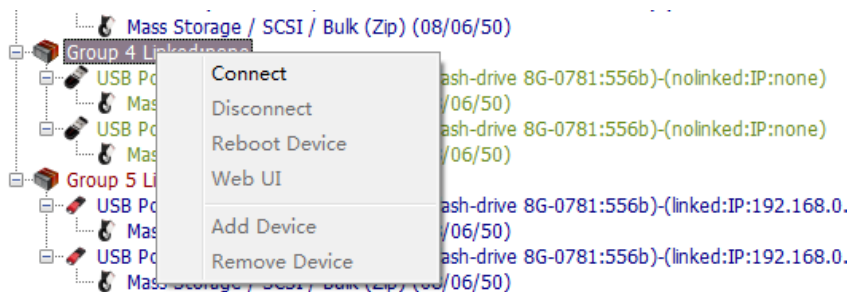 Mass Storage / SCSI / Bulk (Zip) (08/06/50)
Group 4 Linked:none
Connect
USB Po ash-drive 8G-0781:556b)-(nolinked:IP:none)
Disconnect
Mas /06/50)
USB Po ash-drive 8G-0781:556b)-(nolinked:IP:none)
Reboot Device
Mas /06/50)
Group 5 Li
Web UI
USB Po ash-drive 8G-0781:556b)-(linked:IP:192.168.0.
Add Device
Mas /06/50)
USB Po ash-drive 8G-0781:556b)-(linked:IP:192.168.0.
Remove Device
Mass Storage / SCSI / Bulk (Zip) (08/06/50)